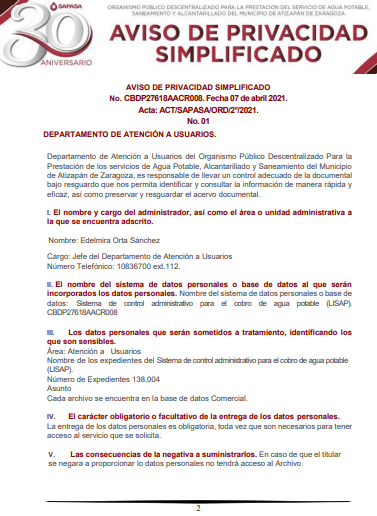 ORGANISMO PÚBLICO DESCENTRALIZADO PARA LA PRESTACION DEL SERVICIO DE AGUA POTABLE,
SANEAMIENTO Y ALCANTARILLADO DEL MUNICIPIO DE ATIZAPÁN DE ZARAGOZA
SAPASA
30
ANIVERSARIO
AVISO DE PRIVACIDAD
SIMPLIFICADO
AVISO DE PRIVACIDAD SIMPLIFICADO
No. CBDP27618AACR008. Fecha 07 de abril 2021.
Acta: ACT/SAPASA/ORD/2°/2021.
No. 01
DEPARTAMENTO DE ATENCIÓN A USUARIOS.
Departamento de Atención a Usuarios del Organismo Público Descentralizado Para la
Prestación de los servicios de Agua Potable, Alcantarillado y Saneamiento del Municipio
de Atizapán de Zaragoza, es responsable de llevar un control adecuado de la documental
bajo resguardo que nos permita identificar y consultar la información de manera rápida y
eficaz, así como preservar y resguardar el acervo documental.
I. El nombre y cargo del administrador, así como el área o unidad administrativa a
la que se encuentra adscrito.
Nombre: Edelmira Orta Sánchez
Cargo: Jefe del Departamento de Atención a Usuarios
Número Telefónico: 10836700 ext.112.
II. El nombre del sistema de datos personales o base de datos al que serán
incorporados los datos personales. Nombre del sistema de datos personales o base de
datos: Sistema de control administrativo para el cobro de agua potable (LISAP).
CBDP27618AACR008
III. Los datos personales que serán sometidos a tratamiento, identificando los
que son sensibles.
Área: Atención a Usuarios
Nombre de los expedientes del Sistema de control administrativo para el cobro de agua potable
(LISAP).
Número de Expedientes 138,004
Asunto
Cada archivo se encuentra en la base de datos Comercial.
IV. El carácter obligatorio o facultativo de la entrega de los datos personales.
La entrega de los datos personales es obligatoria, toda vez que son necesarios para tener
acceso al servicio que se solicita.
V. Las consecuencias de la negativa a suministrarlos. En caso de que el titular
se negara a proporcionar lo datos personales no tendrá acceso al Archivo.
2